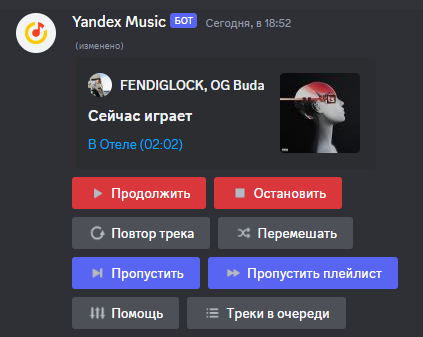 Yandex Music БОТ Сегодня, в 18:52
(изменено)
FENDIGLOCK, OG Buda
Сейчас играет
В Отеле (02:02)
Продолжить Остановить
Повтор трека Перемешать
Пропустить Пропустить плейлист
Помощь Треки в очереди